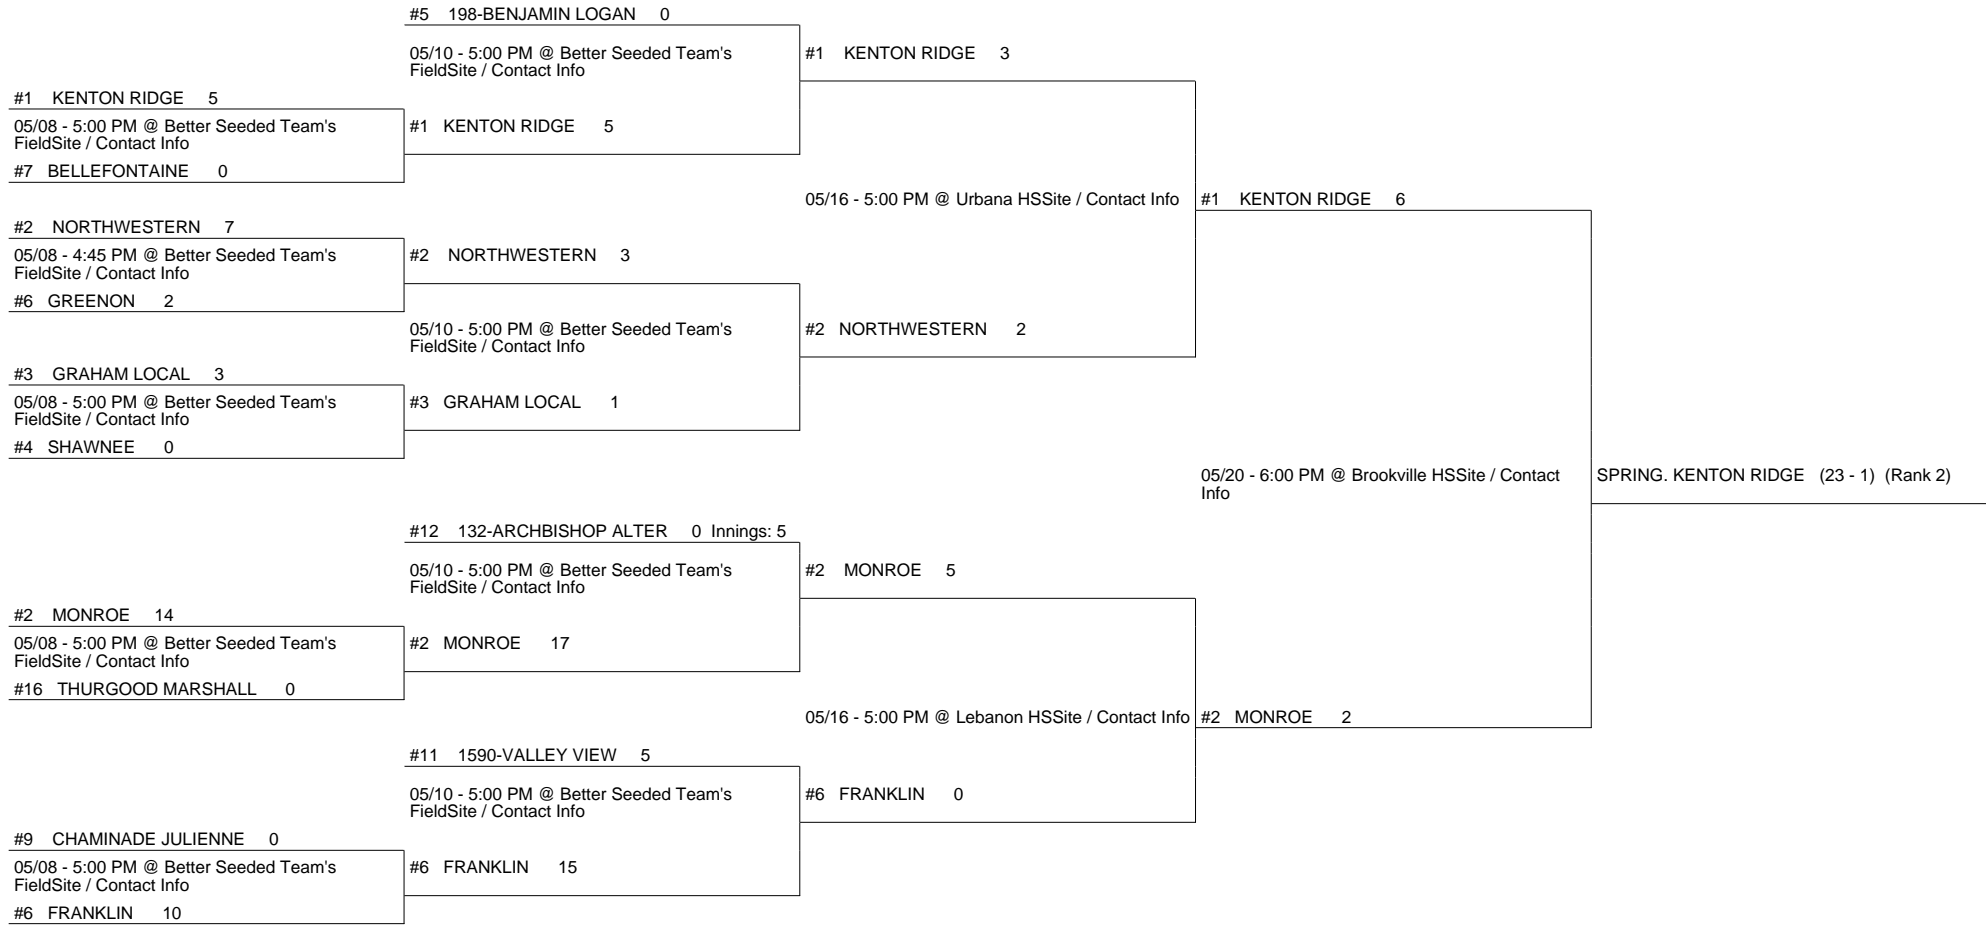 #5 198-BENJAMIN LOGAN 0
05/10 - 5:00 PM @ Better Seeded Team's
FieldSite / Contact Info
#1 KENTON RIDGE 3
#1 KENTON RIDGE 5
05/08 - 5:00 PM @ Better Seeded Team's
FieldSite / Contact Info
#7 BELLEFONTAINE 0
#1 KENTON RIDGE 5
05/16 - 5:00 PM @ Urbana HSSite / Contact Info
#1 KENTON RIDGE 6
#2 NORTHWESTERN 7
05/08 - 4:45 PM @ Better Seeded Team's
FieldSite / Contact Info
#6 GREENON 2
#2 NORTHWESTERN 3
05/10 - 5:00 PM @ Better Seeded Team's
FieldSite / Contact Info
#2 NORTHWESTERN 2
#3 GRAHAM LOCAL 3
05/08 - 5:00 PM @ Better Seeded Team's
FieldSite / Contact Info
#4 SHAWNEE 0
#3 GRAHAM LOCAL 1
05/20 - 6:00 PM @ Brookville HSSite / Contact
Info
SPRING. KENTON RIDGE (23 - 1) (Rank 2)
#12 132-ARCHBISHOP ALTER 0 Innings: 5
05/10 - 5:00 PM @ Better Seeded Team's
FieldSite / Contact Info
#2 MONROE 5
#2 MONROE 14
05/08 - 5:00 PM @ Better Seeded Team's
FieldSite / Contact Info
#16 THURGOOD MARSHALL 0
#2 MONROE 17
05/16 - 5:00 PM @ Lebanon HSSite / Contact Info
#2 MONROE 2
#11 1590-VALLEY VIEW 5
05/10 - 5:00 PM @ Better Seeded Team's
FieldSite / Contact Info
#6 FRANKLIN 0
#9 CHAMINADE JULIENNE 0
05/08 - 5:00 PM @ Better Seeded Team's
FieldSite / Contact Info
#6 FRANKLIN 10
#6 FRANKLIN 15